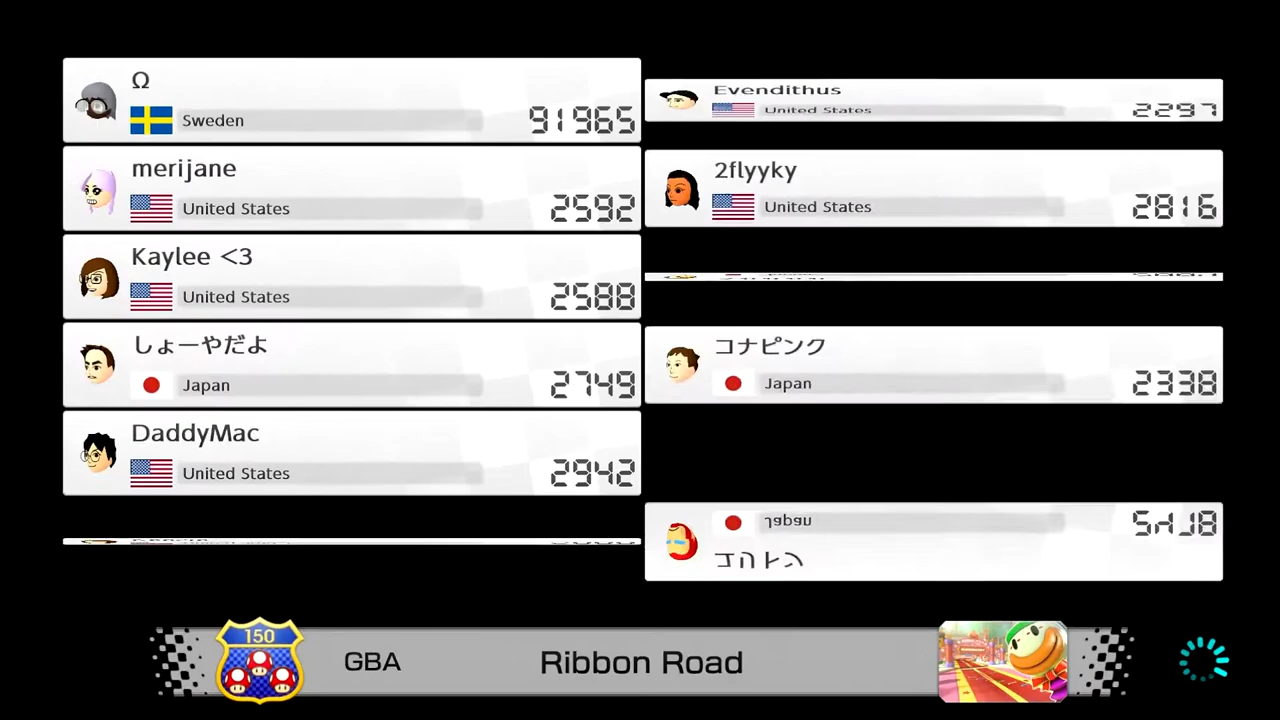 Ω
Sweden
91965
merijane
United States
2592
Kaylee <3
United States
2588
しょーやだよ
Japan
2749
DaddyMac
United States
2942
Evendithus
United States
2297
2flyyky
United States
2816
コナピンク
Japan
2338
Japan
150
GBA
Ribbon Road